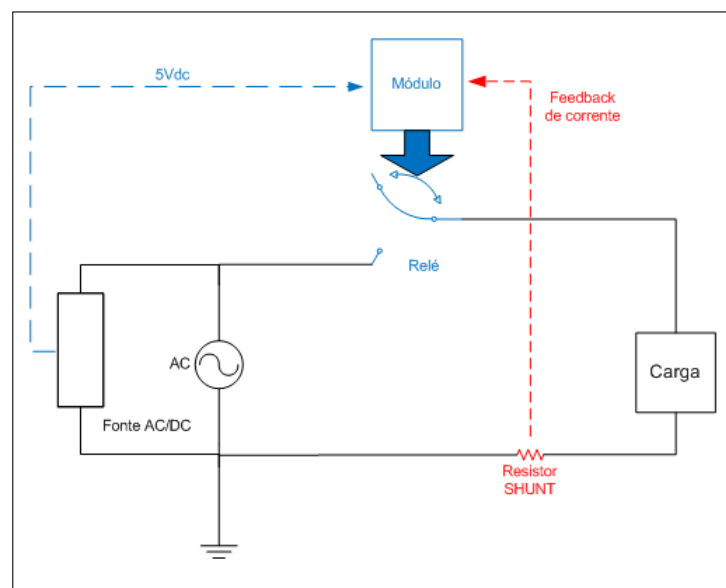 5Vdc
Módulo
Feedback
de corrente
Relé
AC
Carga
Fonte AC/DC
Resistor
SHUNT